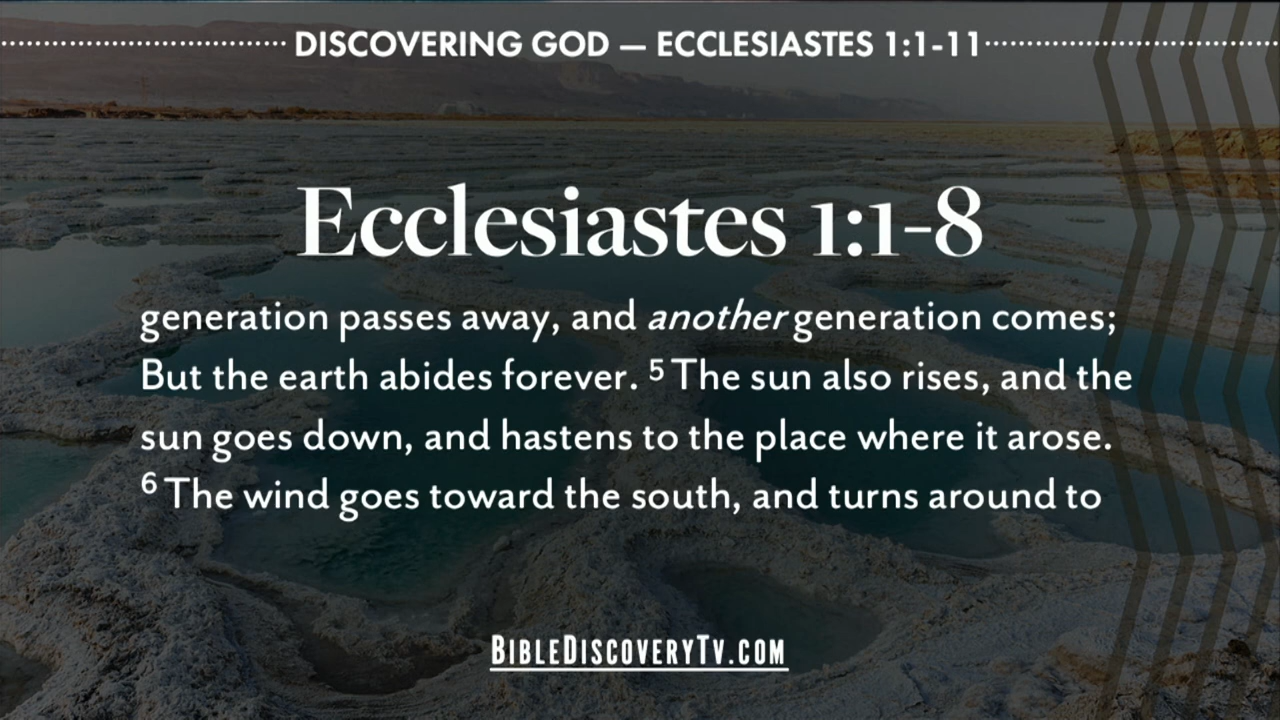 DISCOVERING GOD — ECCLESIASTES 1:1-11
Ecclesiastes 1:1-8
generation passes away, and another generation comes;
But the earth abides forever. 5 The sun also rises, and the
sun goes down, and hastens to the place where it arose.
6 The wind goes toward the south, and turns around to
BIBLEDISCOVERYTV.COM